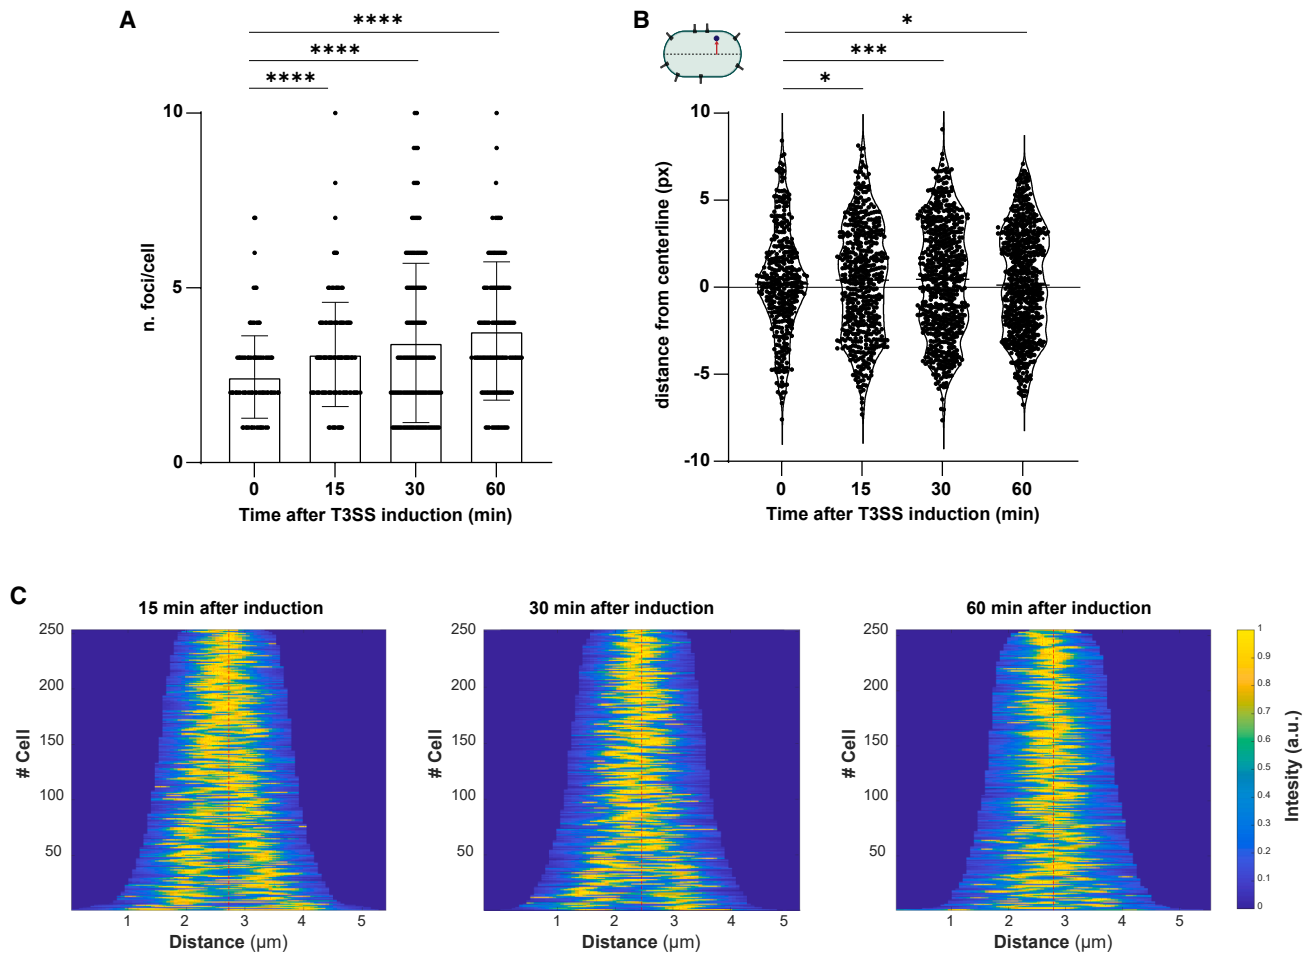 A
****
****
****
10
5
0
n. foci/cell
0 15 30 60
Time after T3SS induction (min)
B
*
***
*
10
5
0
-5
-10
distance from centerline (px)
0 15 30 60
Time after T3SS induction (min)
C
15 min after induction
250
200
150
100
50
# Cell
1 2 3 4 5
Distance (µm)
30 min after induction
250
200
150
100
50
# Cell
1 2 3 4 5
Distance (µm)
60 min after induction
250
200
150
100
50
# Cell
1 2 3 4 5
Distance (µm)
1
0.9
0.8
0.7
0.6
0.5
0.4
0.3
0.2
0.1
0
Intesity (a.u.)